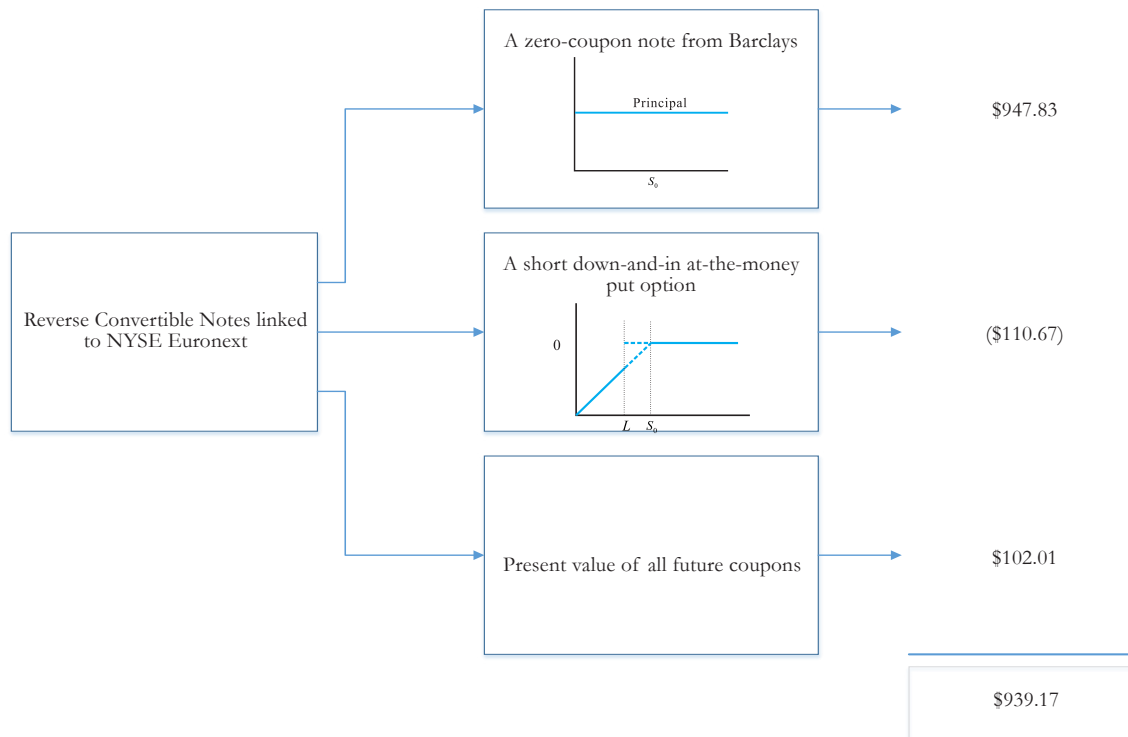 A zero-coupon note from Barclays
Principal
S₀
$947.83
Reverse Convertible Notes linked
to NYSE Euronext
A short down-and-in at-the-money
put option
0
L S₀
($110.67)
Present value of all future coupons
$102.01
$939.17